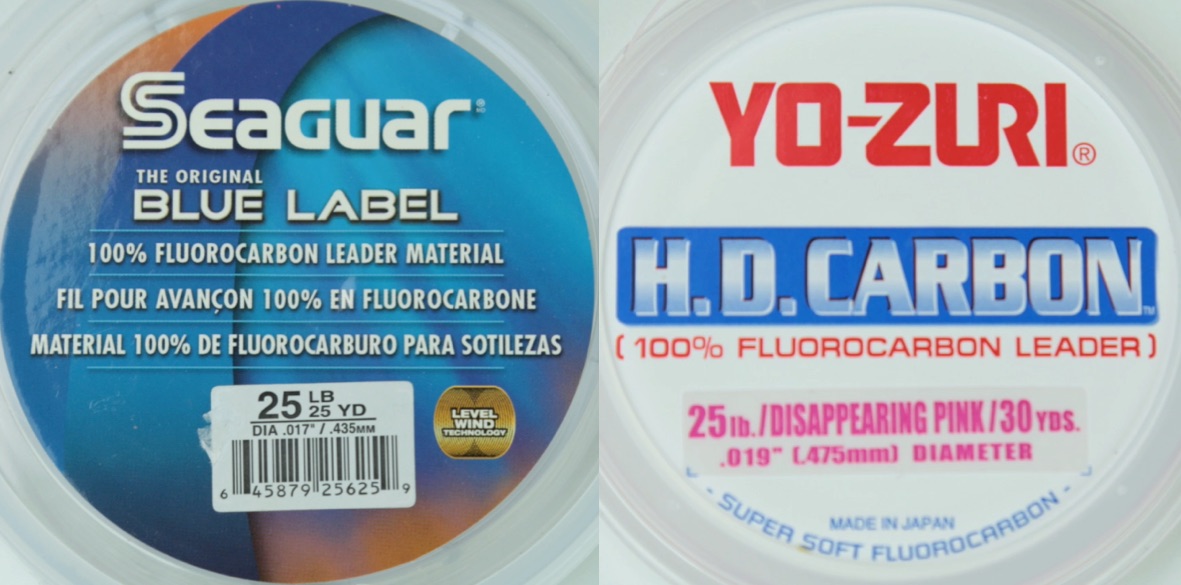 SEAGUAR
THE ORIGINAL
BLUE LABEL
100% FLUOROCARBON LEADER MATERIAL
FIL POUR AVANÇON 100% EN FLUOROCARBONE
MATERIAL 100% DE FLUOROCARBURO PARA SOTILEZAS
25 LB
25 YD
DIA .017" / .435MM
6 45879 25625 9
LEVEL
WIND
TECHNOLOGY
YO-ZURI®
H.D.CARBON™
( 100% FLUOROCARBON LEADER )
25lb./DISAPPEARING PINK/30YDS.
.019" (.475mm) DIAMETER
MADE IN JAPAN
- SUPER SOFT FLUOROCARBON -